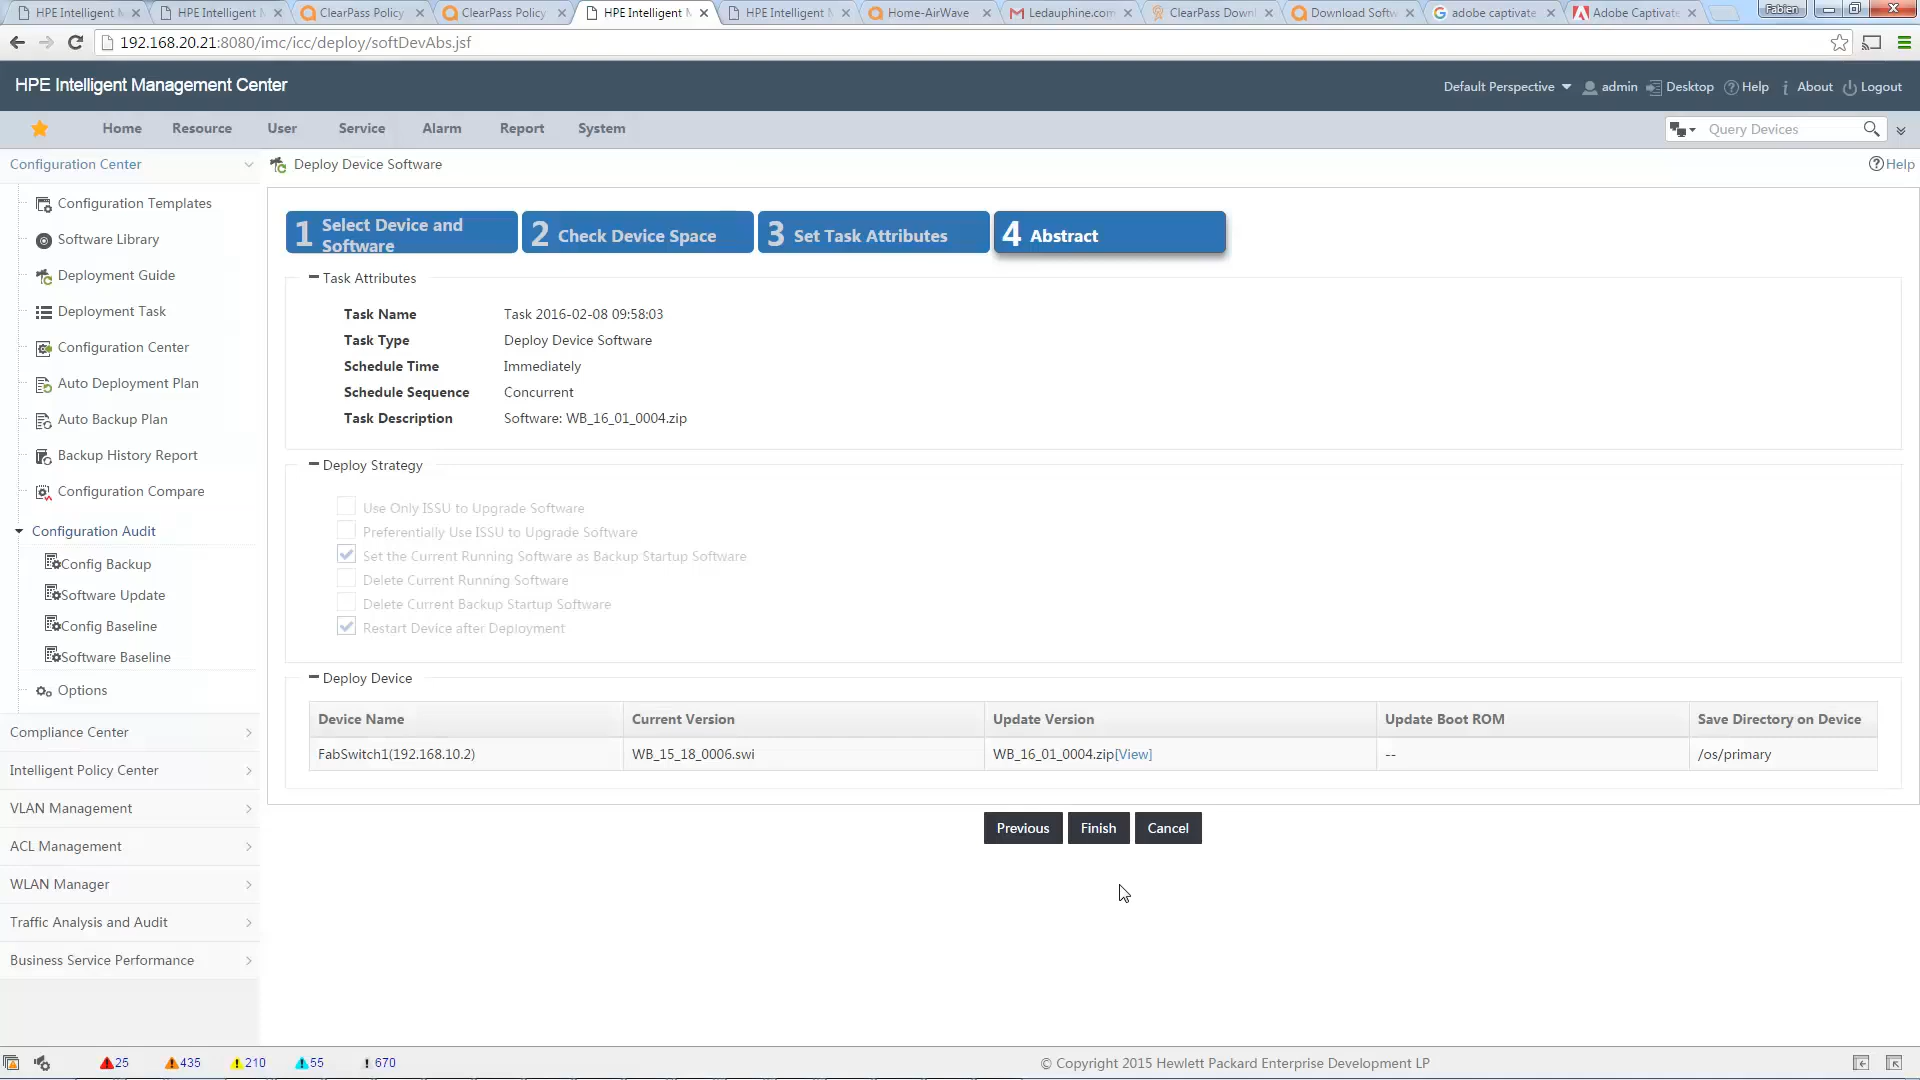 HPE Intelligent M
HPE Intelligent M
ClearPass Policy
ClearPass Policy
HPE Intelligent M
HPE Intelligent M
Home-AirWave
Ledauphine.com
ClearPass Down
Download Softw
adobe captivate
Adobe Captivate
Fabien
192.168.20.21:8080/imc/icc/deploy/softDevAbs.jsf
HPE Intelligent Management Center
Default Perspective
admin
Desktop
Help
About
Logout
Home
Resource
User
Service
Alarm
Report
System
Query Devices
Configuration Center
Configuration Templates
Software Library
Deployment Guide
Deployment Task
Configuration Center
Auto Deployment Plan
Auto Backup Plan
Backup History Report
Configuration Compare
Configuration Audit
Config Backup
Software Update
Config Baseline
Software Baseline
Options
Compliance Center
Intelligent Policy Center
VLAN Management
ACL Management
WLAN Manager
Traffic Analysis and Audit
Business Service Performance
Deploy Device Software
Help
1 Select Device and Software
2 Check Device Space
3 Set Task Attributes
4 Abstract
Task Attributes
Task Name Task 2016-02-08 09:58:03
Task Type Deploy Device Software
Schedule Time Immediately
Schedule Sequence Concurrent
Task Description Software: WB_16_01_0004.zip
Deploy Strategy
Use Only ISSU to Upgrade Software
Preferentially Use ISSU to Upgrade Software
Set the Current Running Software as Backup Startup Software
Delete Current Running Software
Delete Current Backup Startup Software
Restart Device after Deployment
Deploy Device
Device Name Current Version Update Version Update Boot ROM Save Directory on Device
FabSwitch1(192.168.10.2) WB_15_18_0006.swi WB_16_01_0004.zip[View] -- /os/primary
Previous Finish Cancel
25 435 210 55 670
© Copyright 2015 Hewlett Packard Enterprise Development LP